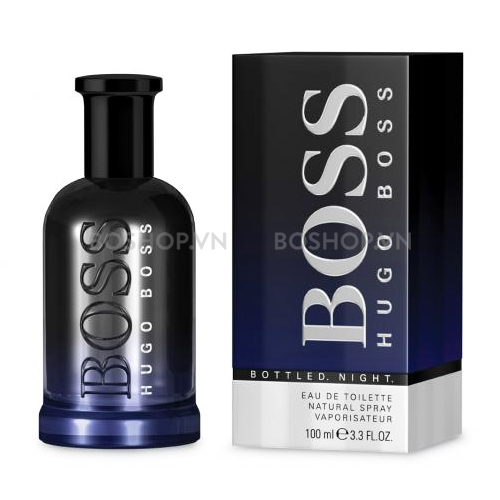 BOSS
HUGO BOSS
BOSS
HUGO BOSS
BOTTLED. NIGHT.
EAU DE TOILETTE
NATURAL SPRAY
VAPORISATEUR
100 ml ℮ 3.3 FL.OZ.
BOSHOP.VN
BOSHOP.VN